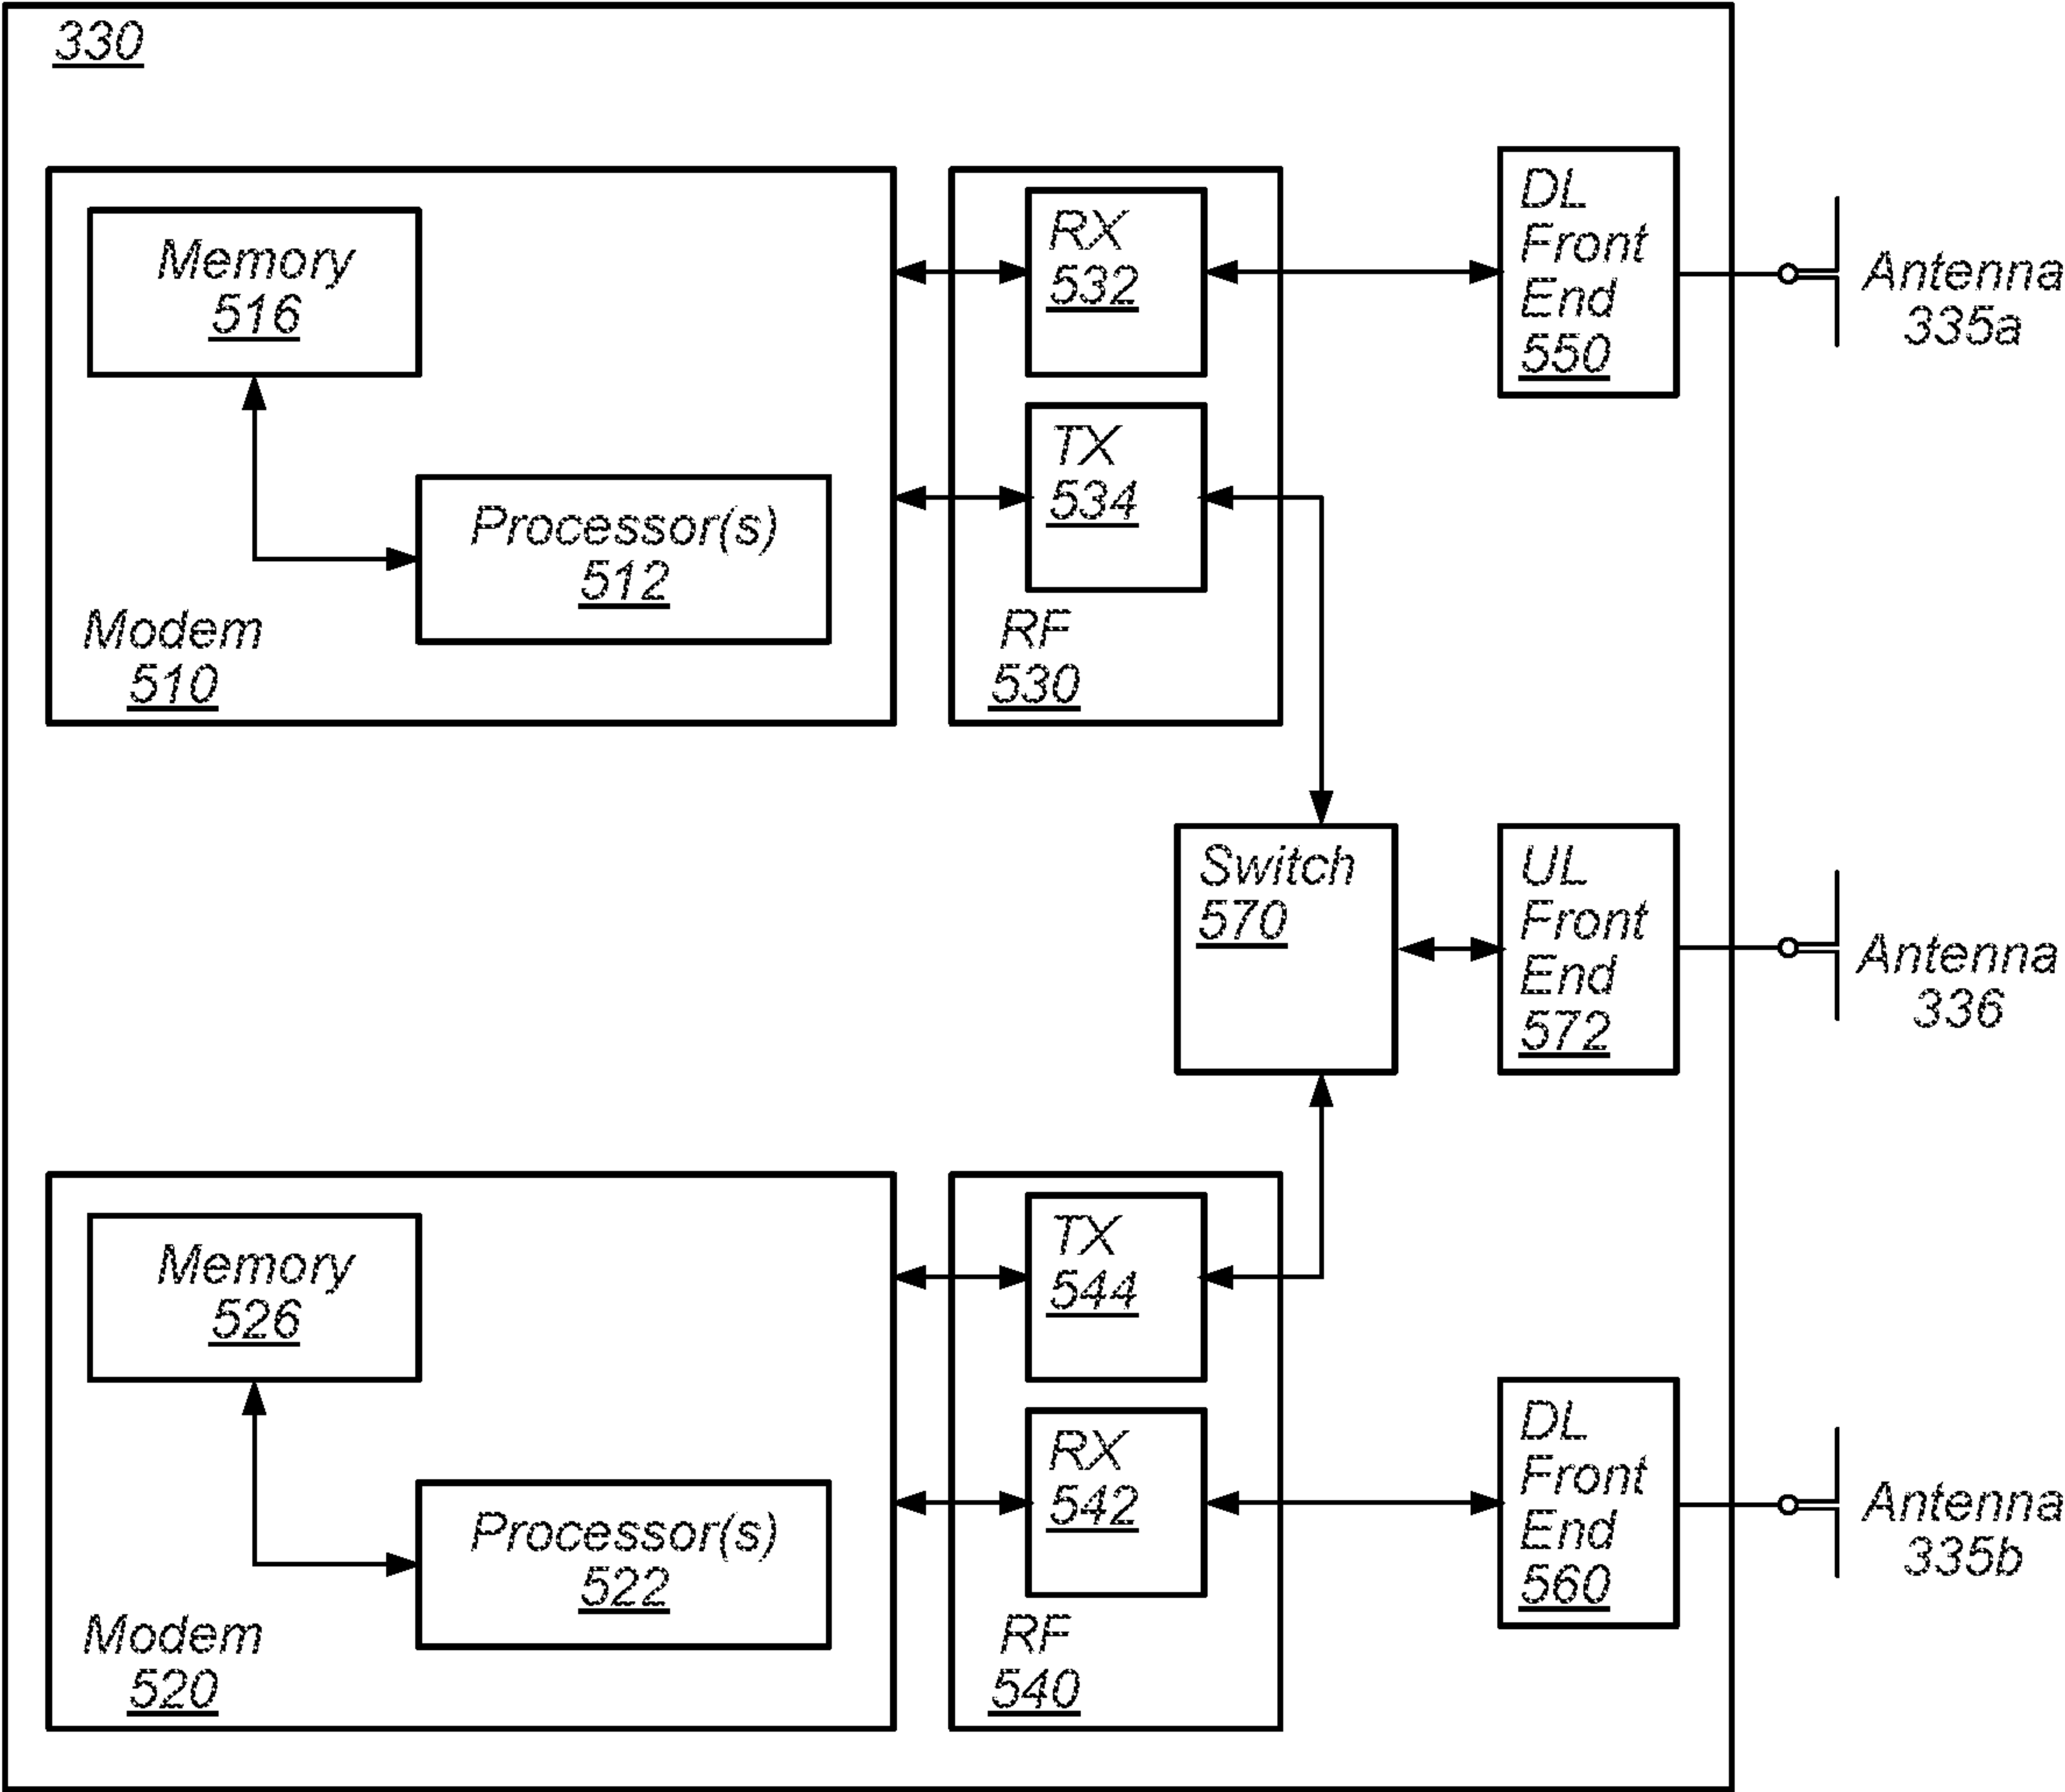 330
Memory
516
Processor(s)
512
Modem
510
RX
532
TX
534
RF
530
DL
Front
End
550
Antenna
335a
Switch
570
UL
Front
End
572
Antenna
336
Memory
526
Processor(s)
522
Modem
520
TX
544
RX
542
RF
540
DL
Front
End
560
Antenna
335b